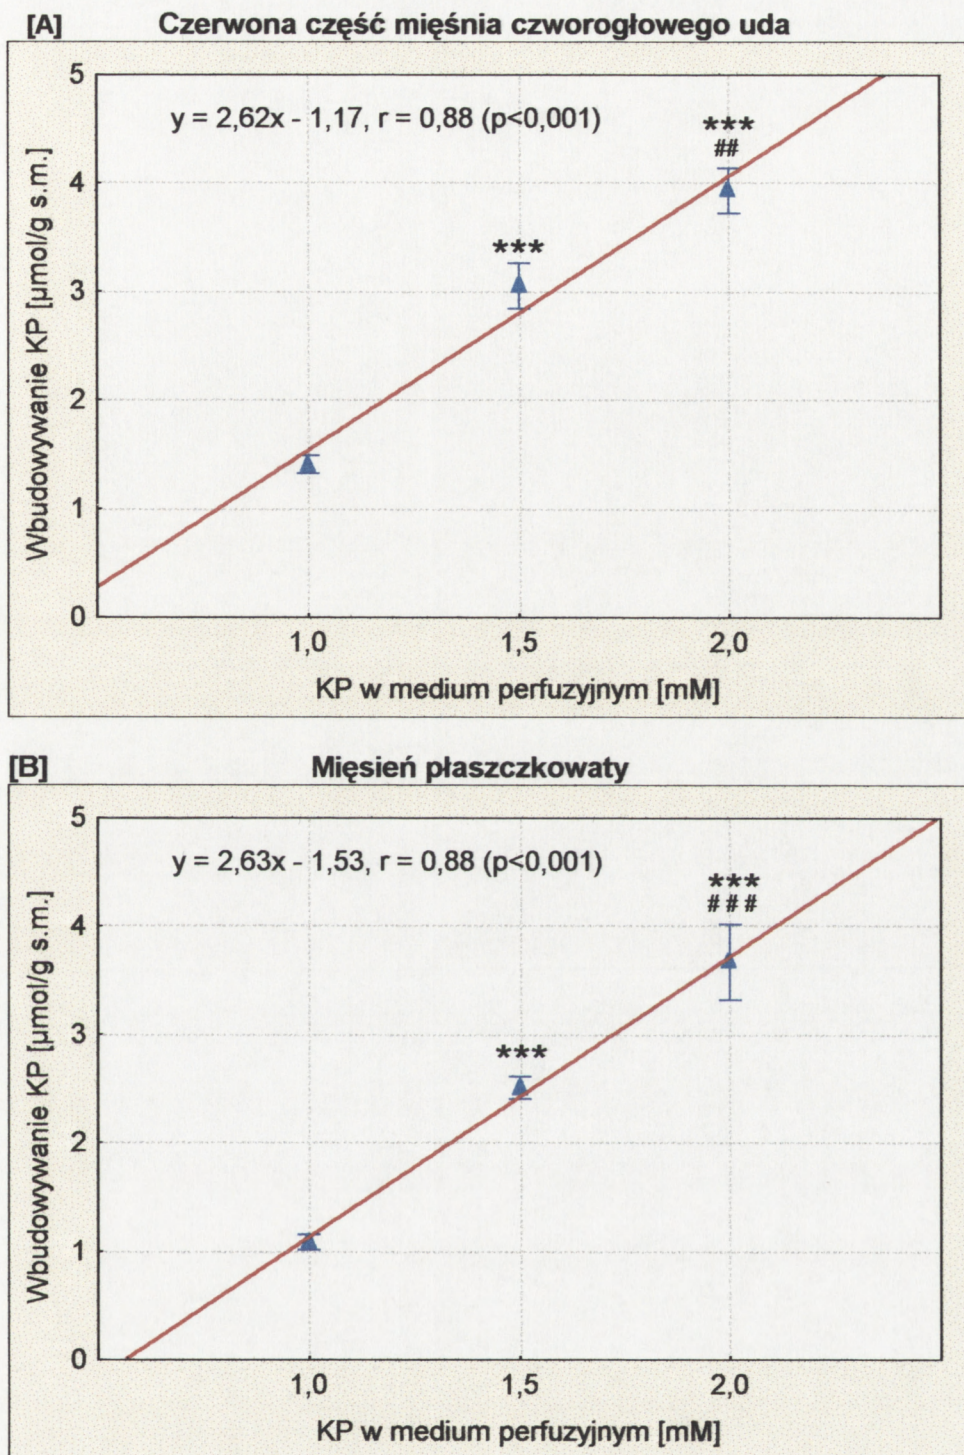 [A] Czerwona część mięśnia czworogłowego uda
y = 2,62x - 1,17, r = 0,88 (p<0,001)
***
##
***
5
4
3
2
1
0
Wbudowywanie KP [µmol/g s.m.]
1,0 1,5 2,0
KP w medium perfuzyjnym [mM]
[B] Mięsień płaszczkowaty
y = 2,63x - 1,53, r = 0,88 (p<0,001)
***
# # #
***
5
4
3
2
1
0
Wbudowywanie KP [µmol/g s.m.]
1,0 1,5 2,0
KP w medium perfuzyjnym [mM]